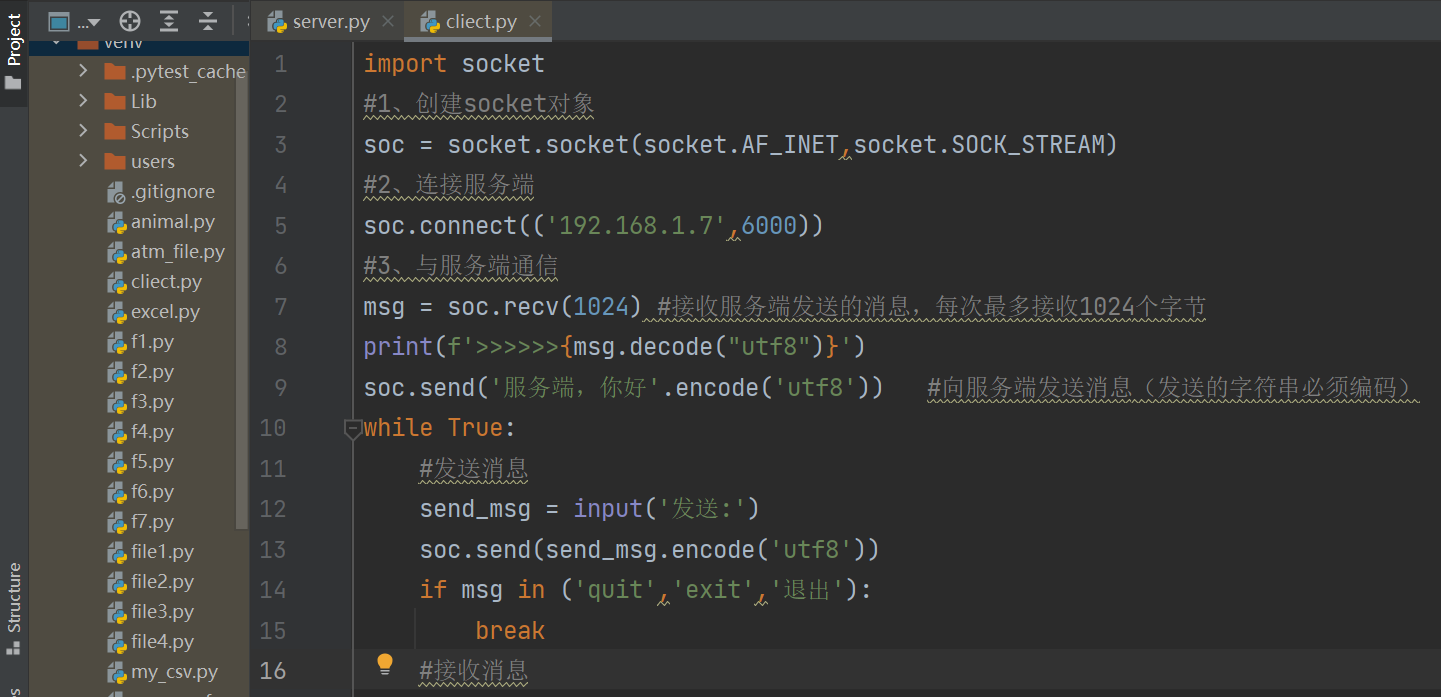 Project
...
server.py
cliect.py
venv
.pytest_cache
Lib
Scripts
users
.gitignore
animal.py
atm_file.py
cliect.py
excel.py
f1.py
f2.py
f3.py
f4.py
f5.py
f6.py
f7.py
file1.py
file2.py
file3.py
file4.py
my_csv.py
Structure
1 import socket
2 #1、创建socket对象
3 soc = socket.socket(socket.AF_INET,socket.SOCK_STREAM)
4 #2、连接服务端
5 soc.connect(('192.168.1.7',6000))
6 #3、与服务端通信
7 msg = soc.recv(1024) #接收服务端发送的消息，每次最多接收1024个字节
8 print(f'>>>>>>{msg.decode("utf8")}')
9 soc.send('服务端，你好'.encode('utf8'))   #向服务端发送消息（发送的字符串必须编码）
10 while True:
11     #发送消息
12     send_msg = input('发送:')
13     soc.send(send_msg.encode('utf8'))
14     if msg in ('quit','exit','退出'):
15         break
16     #接收消息